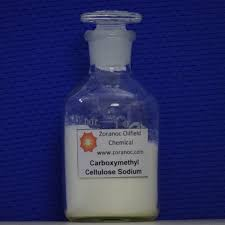 Zoranoc Oilfield
Chemical
www.zoranoc.com
Carboxymethyl
Cellulose Sodium